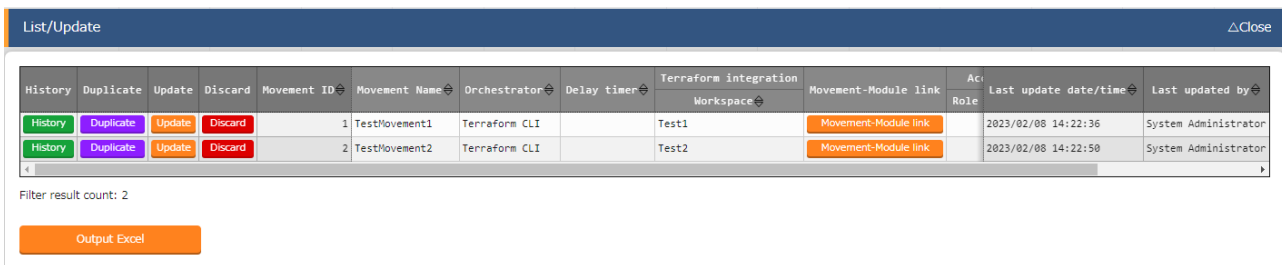 List/Update △Close
Terraform integration Acc
History Duplicate Update Discard Movement ID Movement Name Orchestrator Delay timer Movement-Module link Last update date/time Last updated by
Workspace Role
History Duplicate Update Discard 1 TestMovement1 Terraform CLI Test1 Movement-Module link 2023/02/08 14:22:36 System Administrator
History Duplicate Update Discard 2 TestMovement2 Terraform CLI Test2 Movement-Module link 2023/02/08 14:22:50 System Administrator
Filter result count: 2
Output Excel